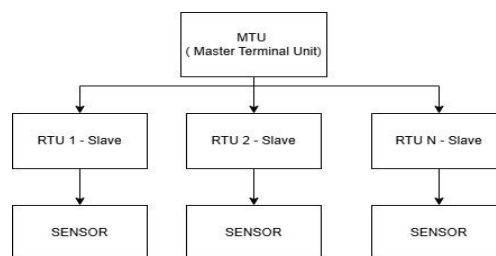 MTU
( Master Terminal Unit)
RTU 1 - Slave
RTU 2 - Slave
RTU N - Slave
SENSOR
SENSOR
SENSOR